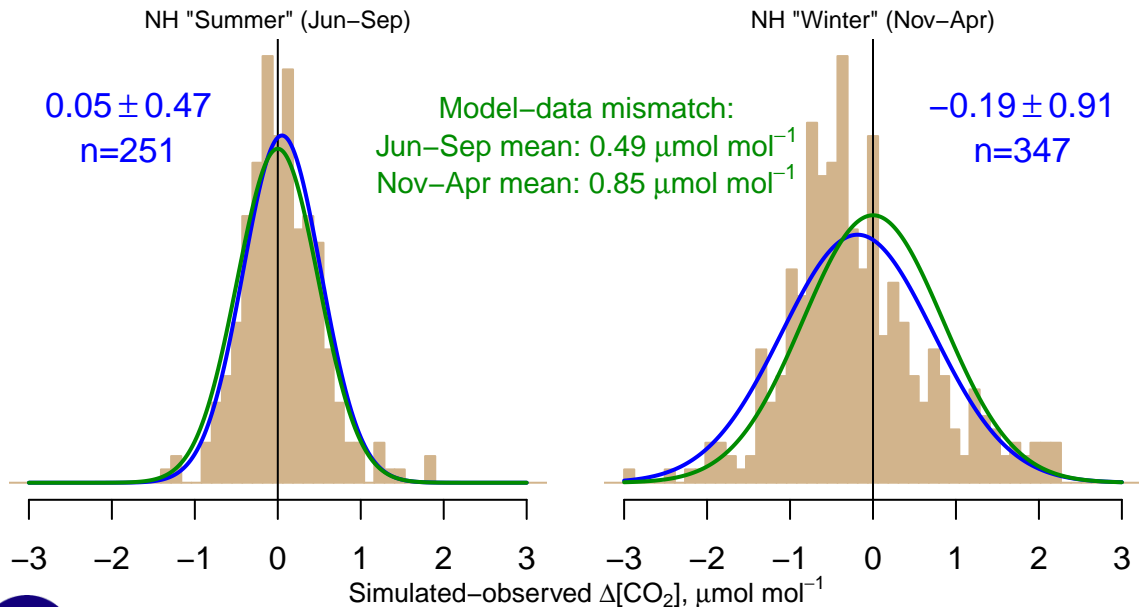 NH "Summer" (Jun−Sep)
0.05 ± 0.47
n=251
Model−data mismatch:
Jun−Sep mean: 0.49 μmol mol⁻¹
Nov−Apr mean: 0.85 μmol mol⁻¹
NH "Winter" (Nov−Apr)
−0.19 ± 0.91
n=347
−3 −2 −1 0 1 2 3
−3 −2 −1 0 1 2 3
Simulated−observed Δ[CO₂], μmol mol⁻¹